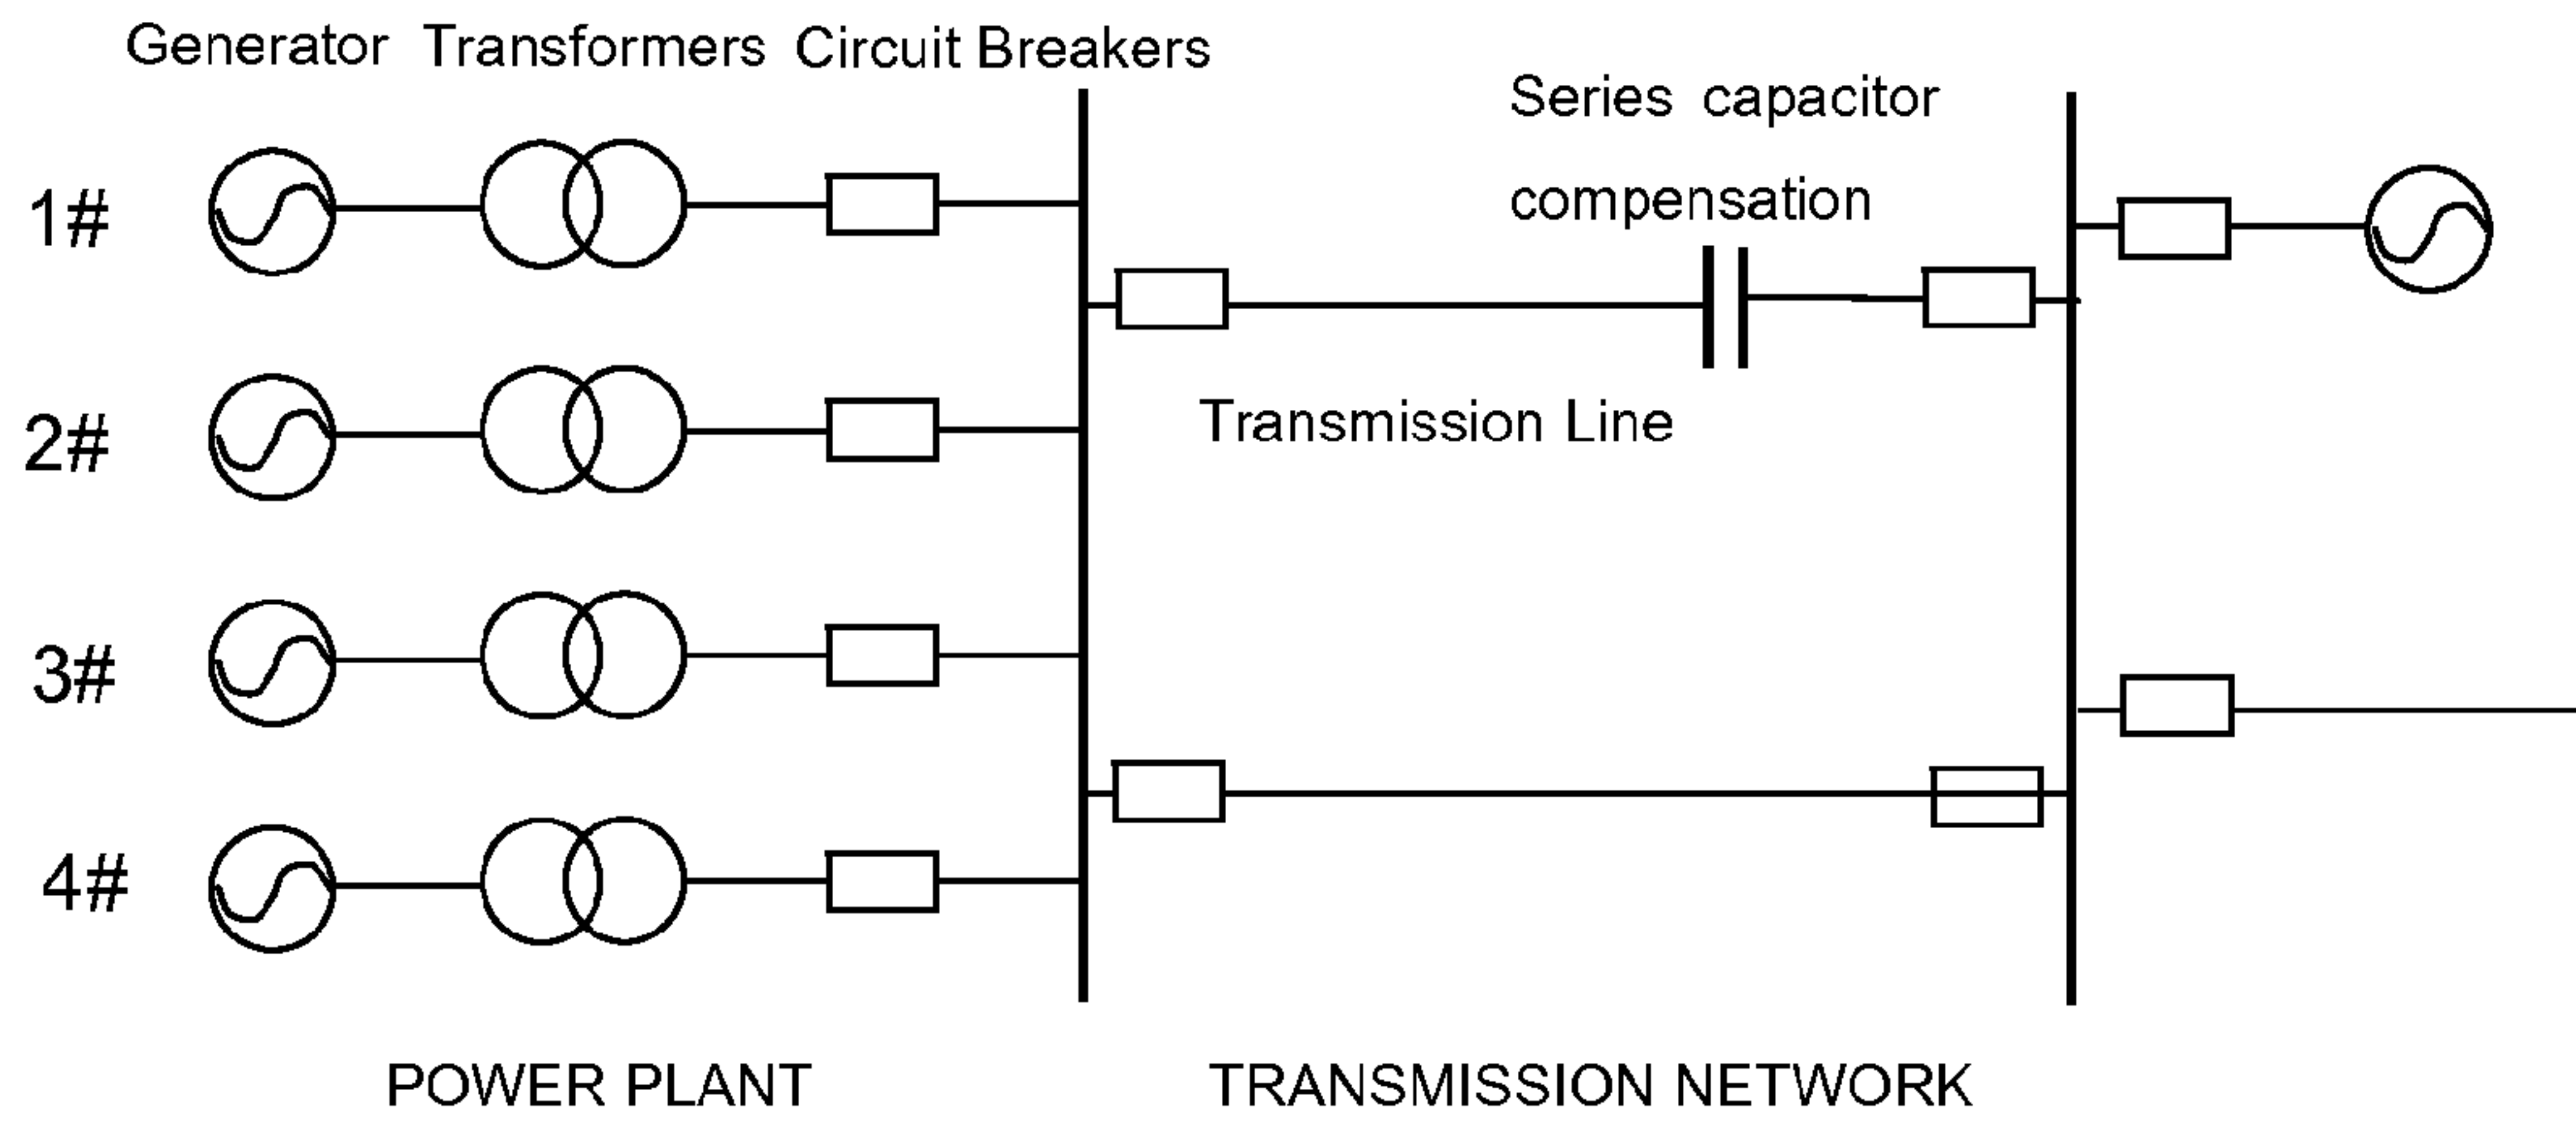 Generator Transformers Circuit Breakers
Series capacitor
compensation
1#
2#
Transmission Line
3#
4#
POWER PLANT
TRANSMISSION NETWORK